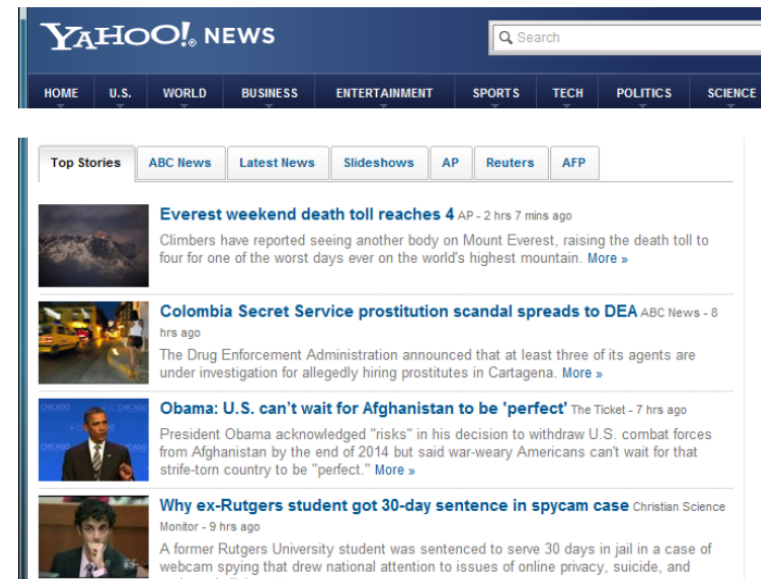 YAHOO!® NEWS
Search
HOME U.S. WORLD BUSINESS ENTERTAINMENT SPORTS TECH POLITICS SCIENCE
Top Stories ABC News Latest News Slideshows AP Reuters AFP
Everest weekend death toll reaches 4 AP - 2 hrs 7 mins ago
Climbers have reported seeing another body on Mount Everest, raising the death toll to
four for one of the worst days ever on the world's highest mountain. More »
Colombia Secret Service prostitution scandal spreads to DEA ABC News - 8
hrs ago
The Drug Enforcement Administration announced that at least three of its agents are
under investigation for allegedly hiring prostitutes in Cartagena. More »
Obama: U.S. can't wait for Afghanistan to be 'perfect' The Ticket - 7 hrs ago
President Obama acknowledged "risks" in his decision to withdraw U.S. combat forces
from Afghanistan by the end of 2014 but said war-weary Americans can't wait for that
strife-torn country to be "perfect." More »
Why ex-Rutgers student got 30-day sentence in spycam case Christian Science
Monitor - 9 hrs ago
A former Rutgers University student was sentenced to serve 30 days in jail in a case of
webcam spying that drew national attention to issues of online privacy, suicide, and